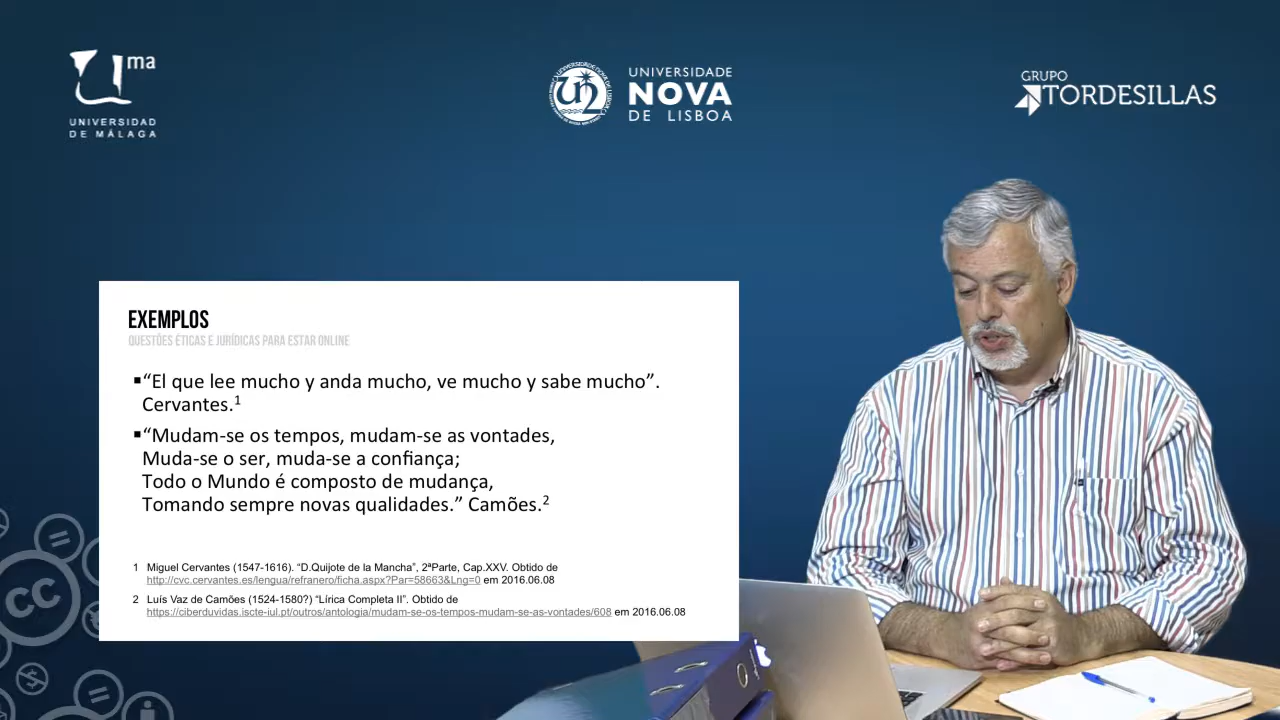 ma
UNIVERSIDAD
DE MÁLAGA
UNIVERSIDADE
NOVA
DE LISBOA
GRUPO
TORDESILLAS
EXEMPLOS
QUESTÕES ÉTICAS E JURÍDICAS PARA ESTAR ONLINE
▪“El que lee mucho y anda mucho, ve mucho y sabe mucho”.
Cervantes.1
▪“Mudam-se os tempos, mudam-se as vontades,
Muda-se o ser, muda-se a confiança;
Todo o Mundo é composto de mudança,
Tomando sempre novas qualidades.” Camões.2
1 Miguel Cervantes (1547-1616). “D.Quijote de la Mancha”, 2ªParte, Cap.XXV. Obtido de
http://cvc.cervantes.es/lengua/refranero/ficha.aspx?Par=58663&Lng=0 em 2016.06.08
2 Luís Vaz de Camões (1524-1580?) “Lírica Completa II”. Obtido de
https://ciberduvidas.iscte-iul.pt/outros/antologia/mudam-se-os-tempos-mudam-se-as-vontades/608 em 2016.06.08
cc